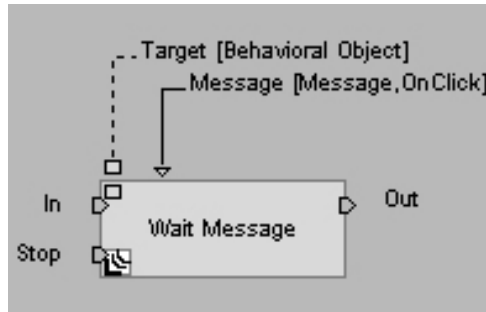 Target [Behavioral Object]
Message [Message,OnClick]
In
Out
Wait Message
Stop